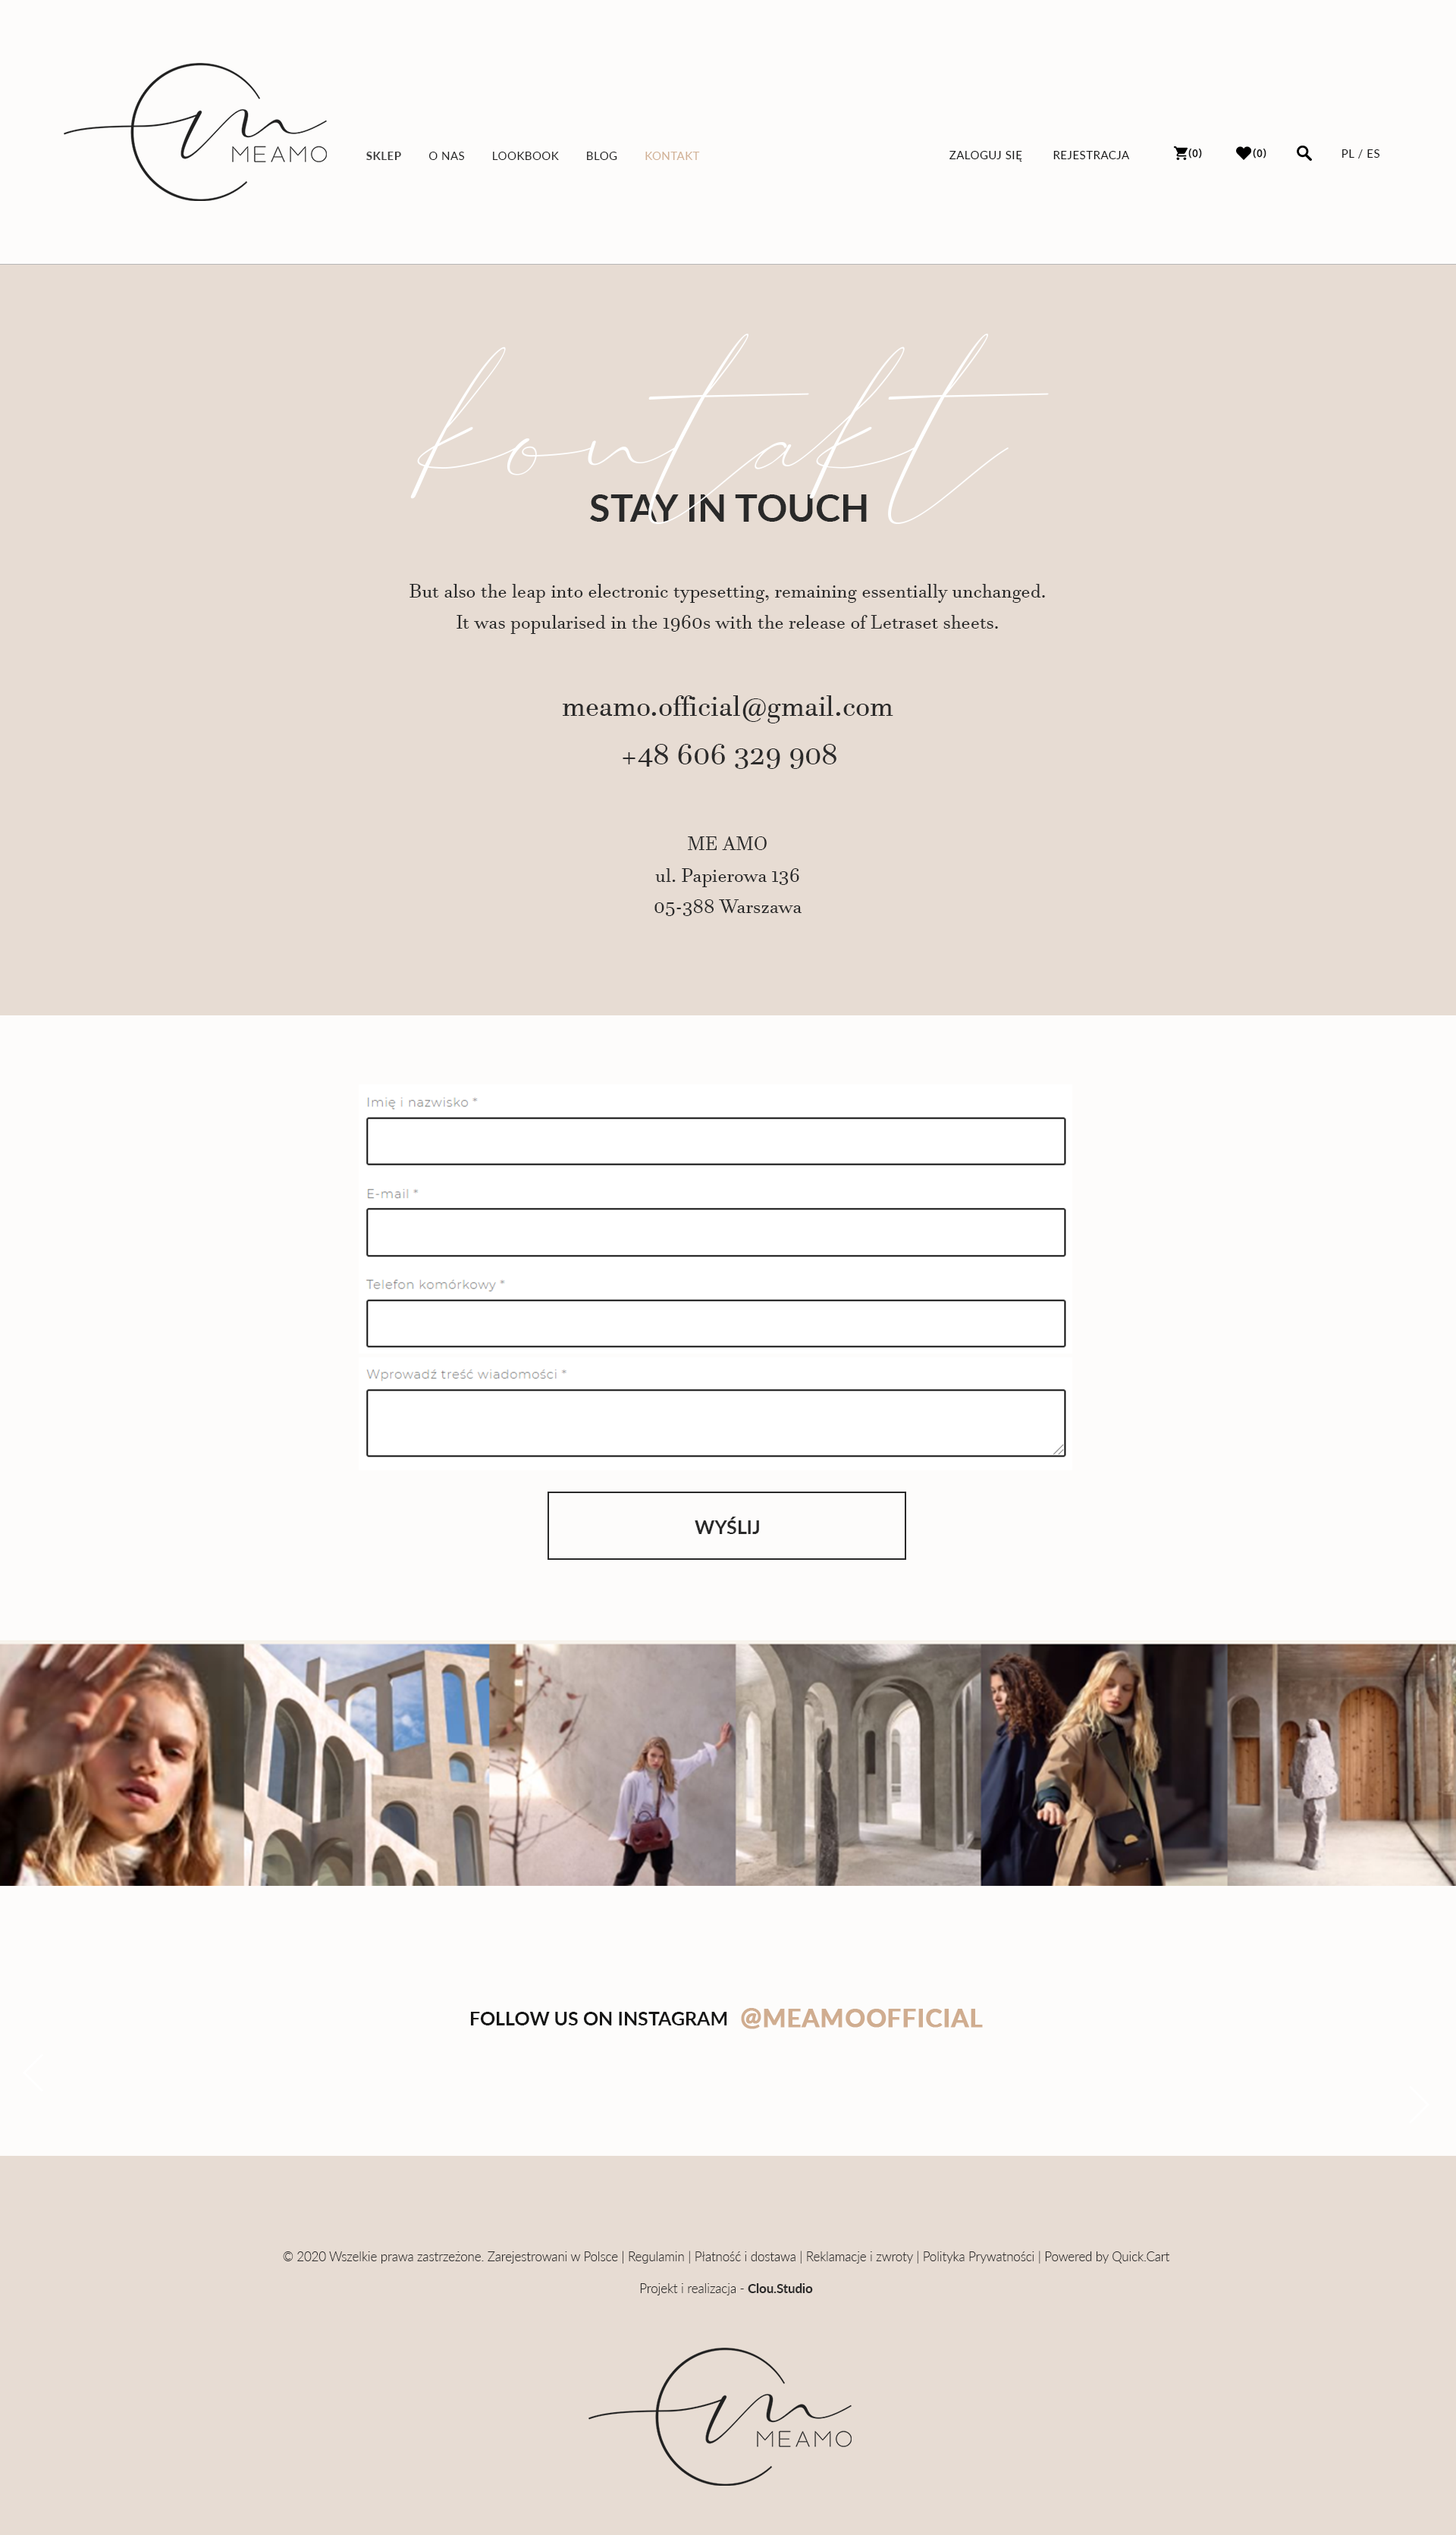 MEAMO
SKLEP O NAS LOOKBOOK BLOG KONTAKT ZALOGUJ SIĘ REJESTRACJA (0) (0) PL / ES
kontakt
STAY IN TOUCH
But also the leap into electronic typesetting, remaining essentially unchanged.
It was popularised in the 1960s with the release of Letraset sheets.
meamo.official@gmail.com
+48 606 329 908
ME AMO
ul. Papierowa 136
05-388 Warszawa
Imię i nazwisko *
E-mail *
Telefon komórkowy *
Wprowadź treść wiadomości *
WYŚLIJ
FOLLOW US ON INSTAGRAM @MEAMOOFFICIAL
© 2020 Wszelkie prawa zastrzeżone. Zarejestrowani w Polsce | Regulamin | Płatność i dostawa | Reklamacje i zwroty | Polityka Prywatności | Powered by Quick.Cart
Projekt i realizacja - Clou.Studio
MEAMO